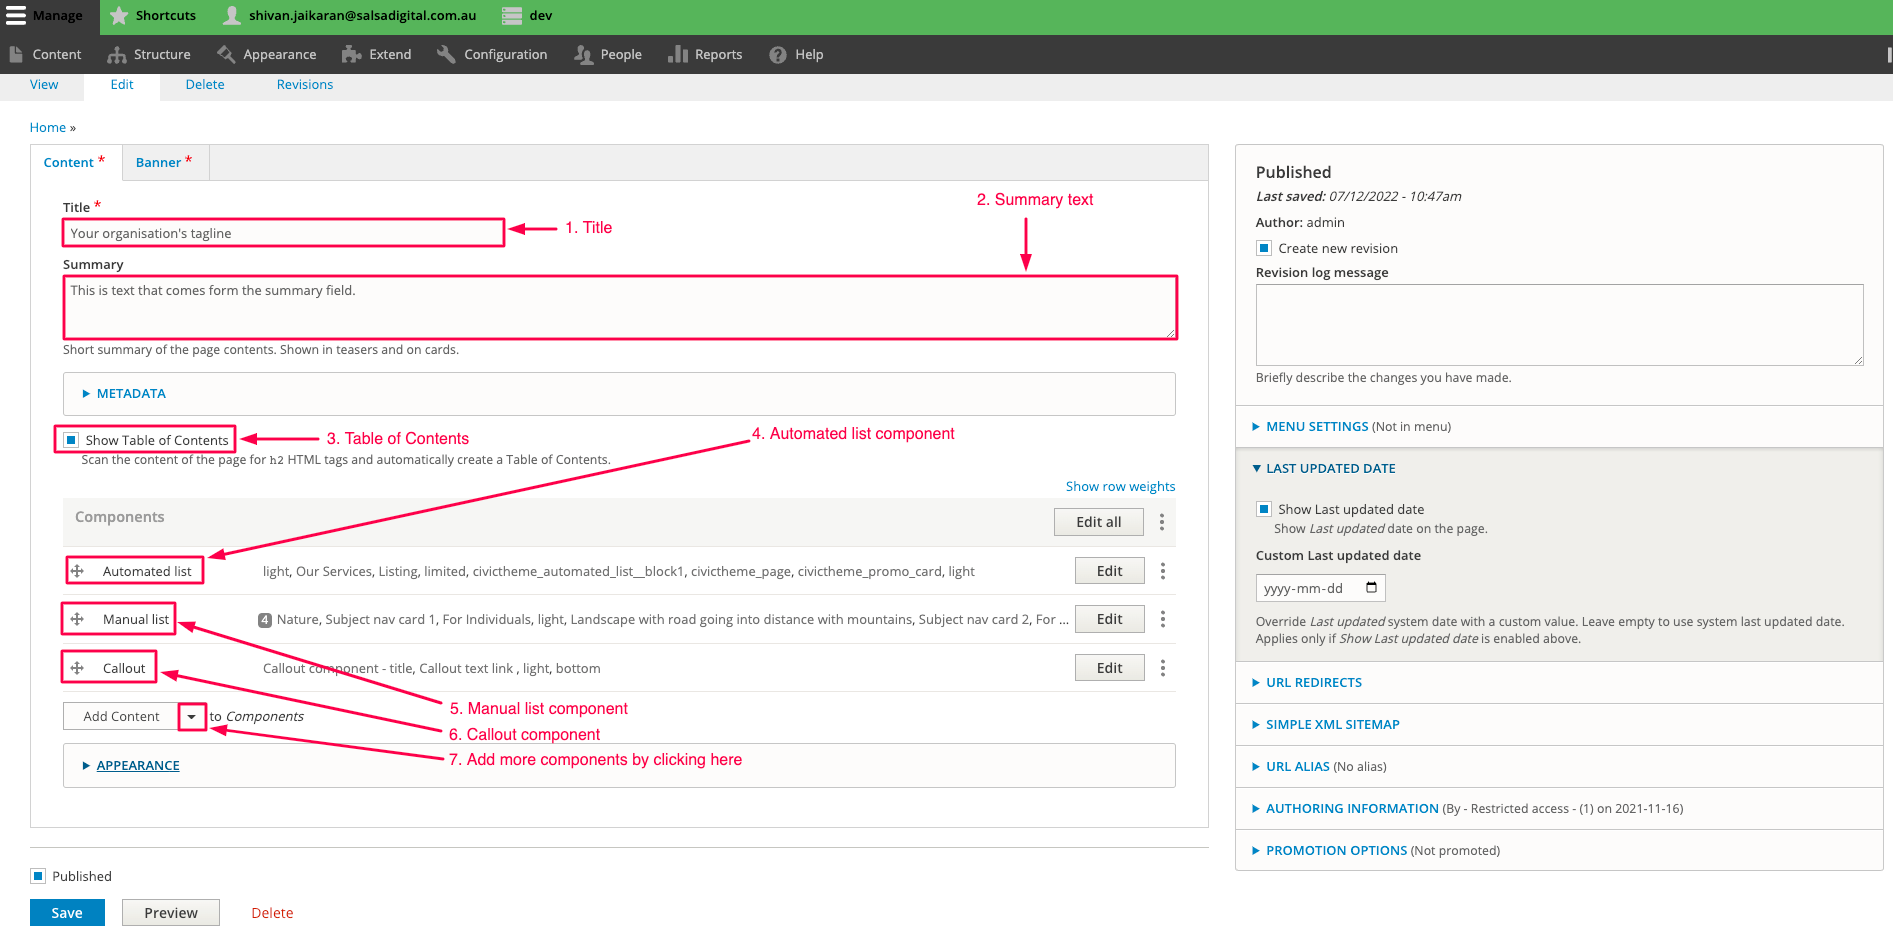 Manage Shortcuts shivan.jaikaran@salsadigital.com.au dev
Content Structure Appearance Extend Configuration People Reports Help
View Edit Delete Revisions
Home »
Content * Banner *
Title *
Your organisation's tagline
1. Title
2. Summary text
Summary
This is text that comes form the summary field.
Short summary of the page contents. Shown in teasers and on cards.
METADATA
Show Table of Contents
3. Table of Contents
4. Automated list component
Scan the content of the page for h2 HTML tags and automatically create a Table of Contents.
Show row weights
Components Edit all
Automated list light, Our Services, Listing, limited, civictheme_automated_list__block1, civictheme_page, civictheme_promo_card, light Edit
Manual list 4 Nature, Subject nav card 1, For Individuals, light, Landscape with road going into distance with mountains, Subject nav card 2, For ... Edit
Callout Callout component - title, Callout text link , light, bottom Edit
5. Manual list component
Add Content to Components
6. Callout component
7. Add more components by clicking here
APPEARANCE
Published
Save Preview Delete
Published
Last saved: 07/12/2022 - 10:47am
Author: admin
Create new revision
Revision log message
Briefly describe the changes you have made.
MENU SETTINGS (Not in menu)
LAST UPDATED DATE
Show Last updated date
Show Last updated date on the page.
Custom Last updated date
yyyy-mm-dd
Override Last updated system date with a custom value. Leave empty to use system last updated date.
Applies only if Show Last updated date is enabled above.
URL REDIRECTS
SIMPLE XML SITEMAP
URL ALIAS (No alias)
AUTHORING INFORMATION (By - Restricted access - (1) on 2021-11-16)
PROMOTION OPTIONS (Not promoted)